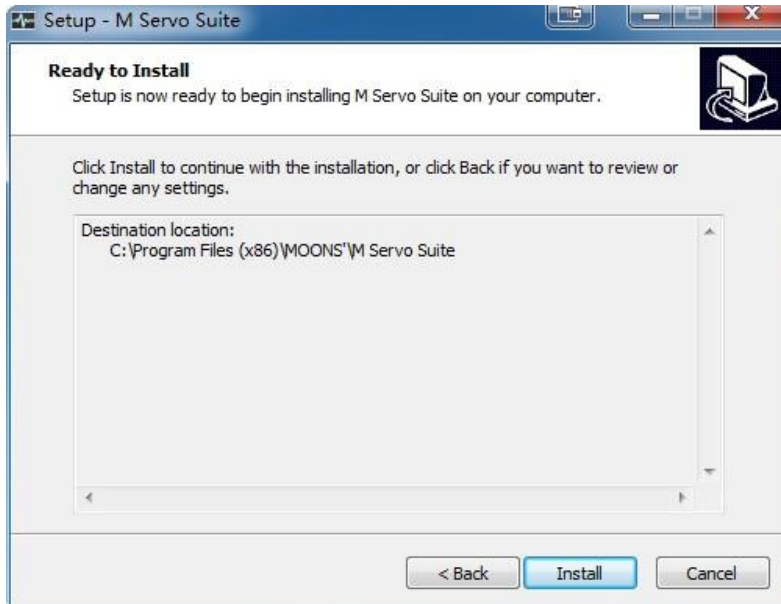 Setup - M Servo Suite
Ready to Install
Setup is now ready to begin installing M Servo Suite on your computer.
Click Install to continue with the installation, or click Back if you want to review or
change any settings.
Destination location:
C:\Program Files (x86)\MOONS'\M Servo Suite
< Back
Install
Cancel